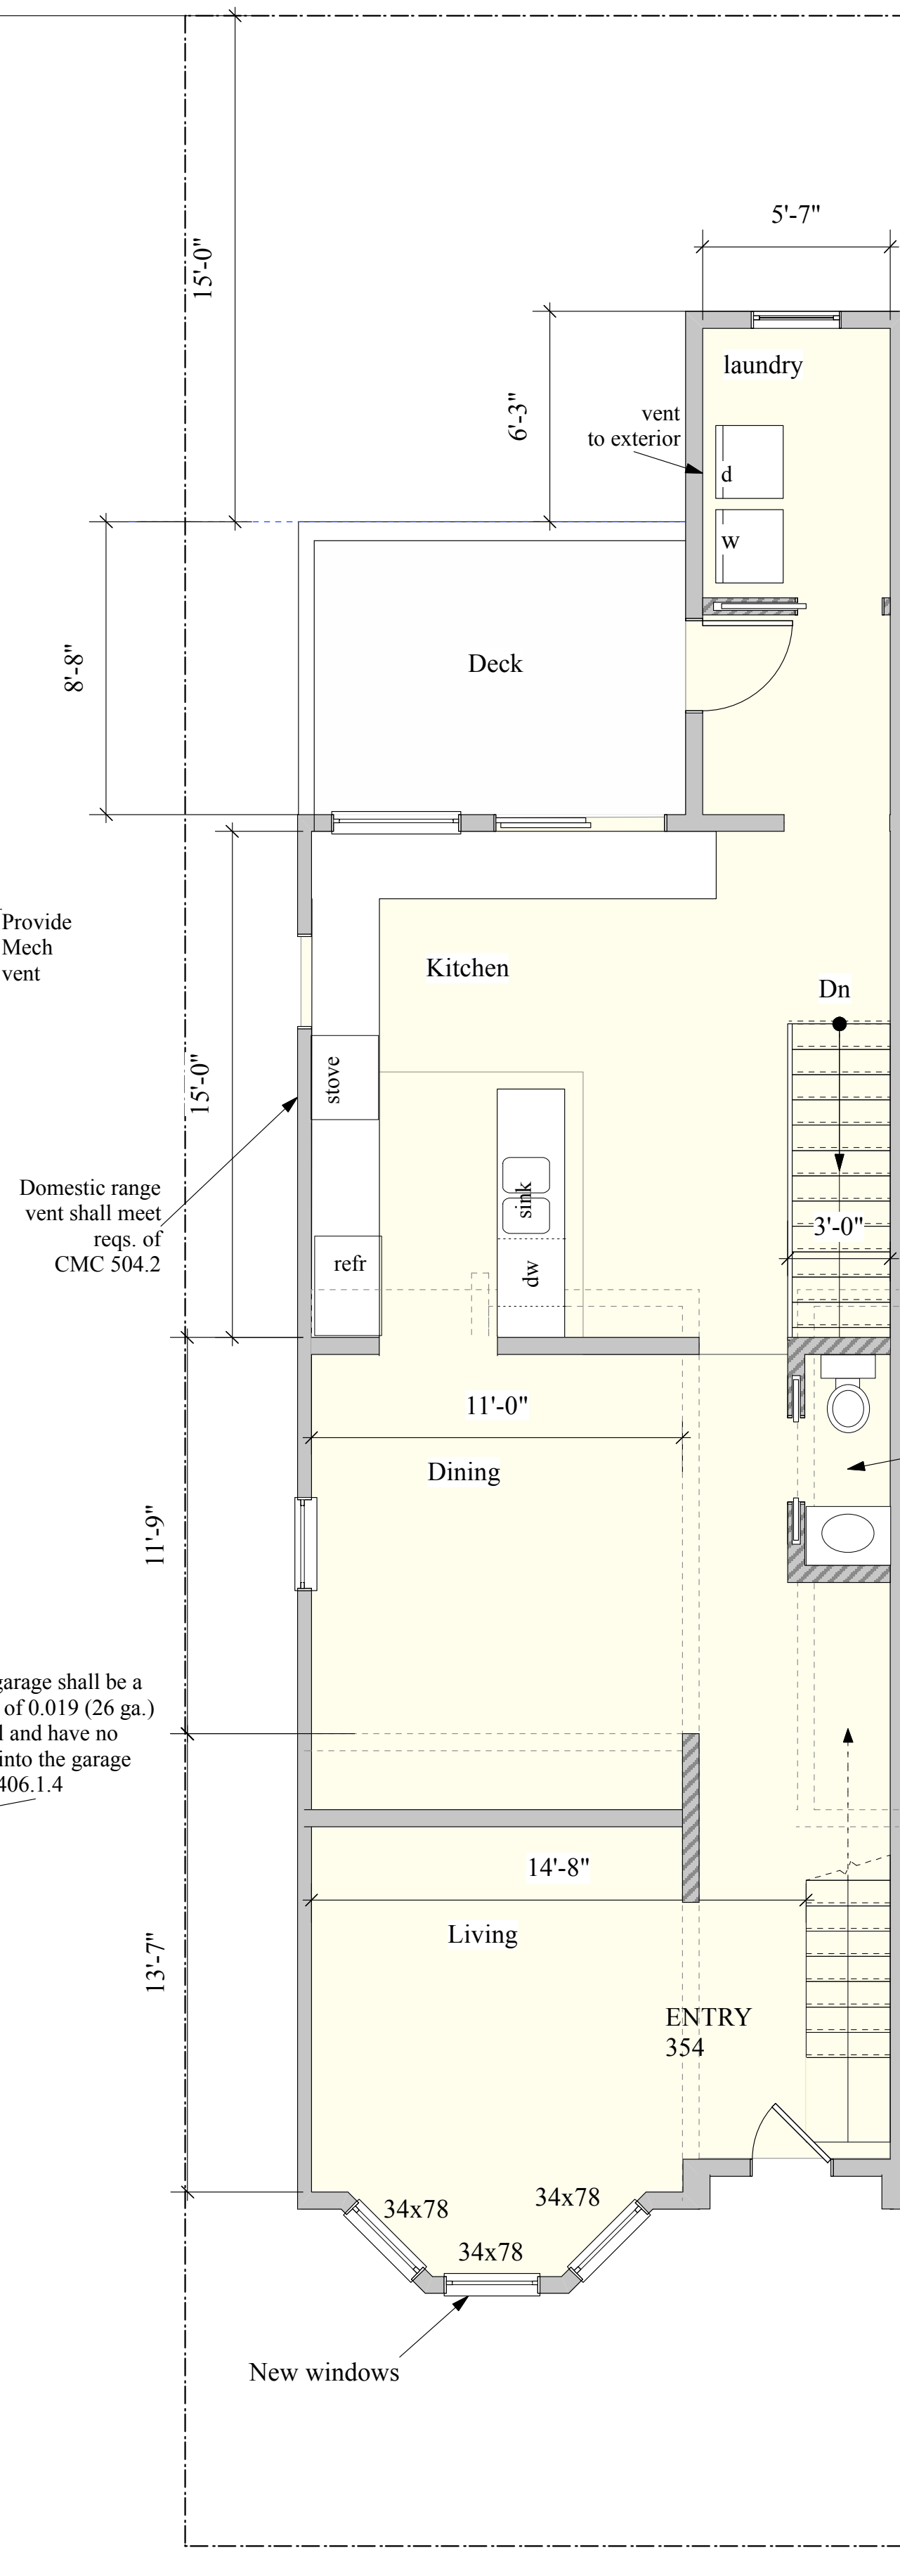 15'-0"
5'-7"
laundry
6'-3"
vent
to exterior
d
w
8'-8"
Deck
Provide
Mech
vent
Kitchen
Dn
15'-0"
stove
Domestic range
vent shall meet
reqs. of
CMC 504.2
sink
3'-0"
refr
dw
11'-0"
Dining
11'-9"
garage shall be a
of 0.019 (26 ga.)
and have no
into the garage
406.1.4
14'-8"
Living
13'-7"
ENTRY
354
34x78
34x78
34x78
New windows